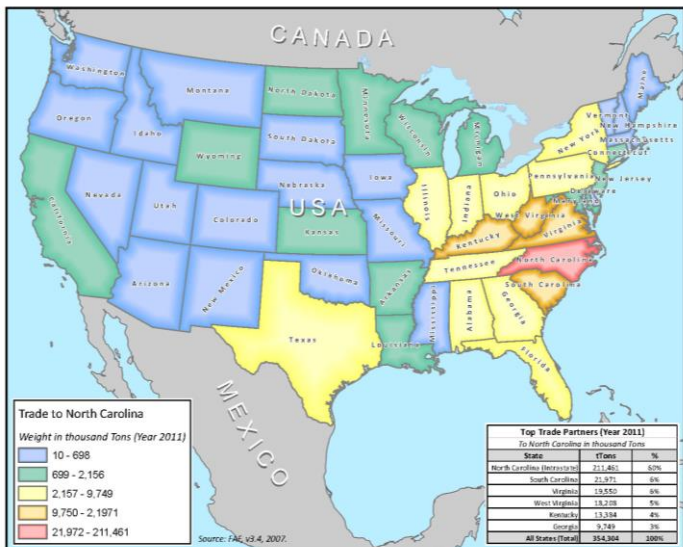 CANADA
Washington
Montana
North Dakota
Minnesota
Maine
Vermont
New Hampshire
Oregon
Idaho
South Dakota
Wisconsin
Michigan
New York
Massachusetts
Connecticut
Wyoming
Iowa
Pennsylvania
New Jersey
Nebraska
Illinois
Indiana
Ohio
Delaware
Maryland
Nevada
Utah
Colorado
USA
Kansas
Missouri
West Virginia
Virginia
Kentucky
California
North Carolina
Tennessee
Arizona
New Mexico
Oklahoma
Arkansas
South Carolina
Mississippi
Alabama
Georgia
Texas
Louisiana
Florida
MEXICO
Trade to North Carolina
Weight in thousand Tons (Year 2011)
10 - 698
699 - 2,156
2,157 - 9,749
9,750 - 2,1971
21,972 - 211,461
Source: FAF, v3.4, 2007.
Top Trade Partners (Year 2011)
To North Carolina in thousand Tons
State tTons %
North Carolina (Intrastate) 211,461 60%
South Carolina 21,971 6%
Virginia 19,550 6%
West Virginia 18,208 5%
Kentucky 13,384 4%
Georgia 9,749 3%
All States (Total) 354,304 100%